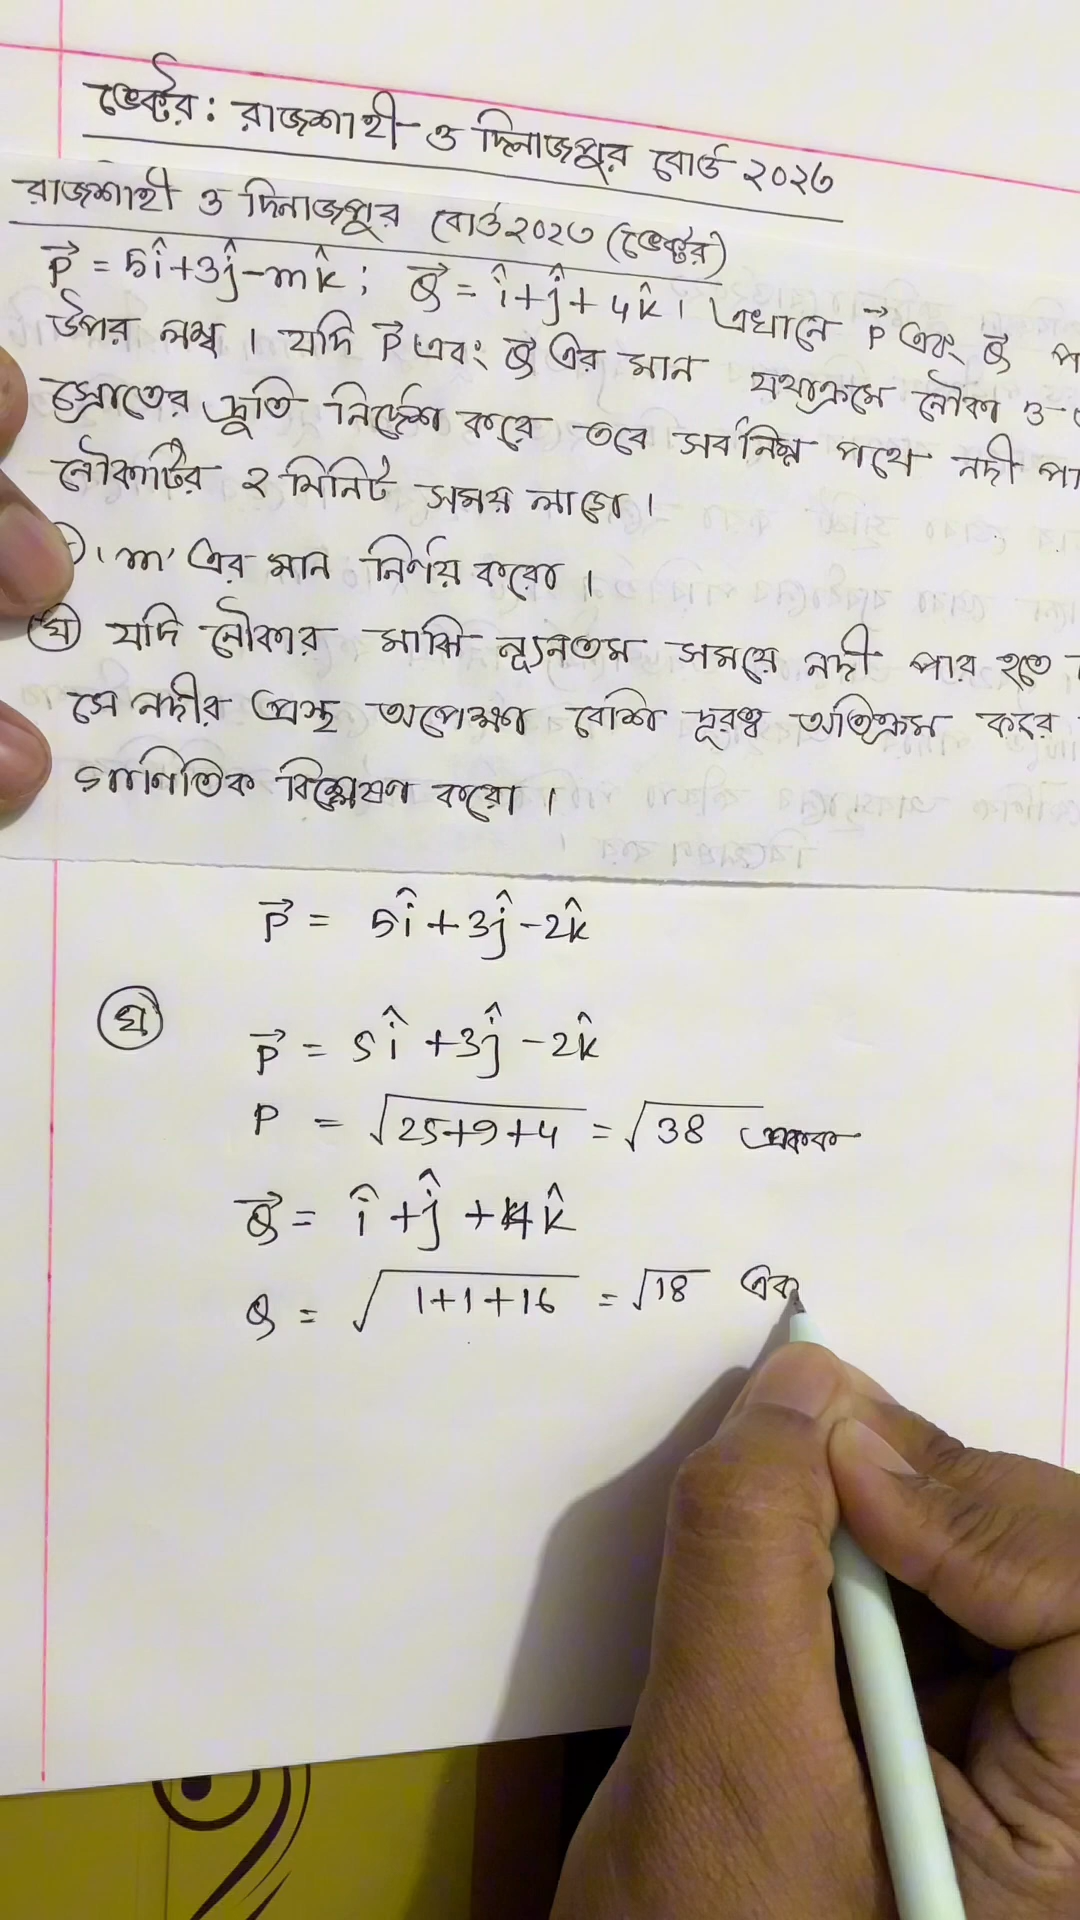 ভেক্টর: রাজশাহী ও দিনাজপুর বোর্ড ২০২৩
রাজশাহী ও দিনাজপুর বোর্ড ২০২৩ (ভেক্টর)
P⃗ = 5î+3ĵ-mk̂; Q⃗ = î+ĵ+4k̂। এখানে P⃗ এবং Q⃗
উপর লম্ব। যদি P⃗ এবং Q⃗ এর মান যথাক্রমে নৌকা ও
স্রোতের দ্রুতি নির্দেশ করে তবে সর্বনিম্ন পথে নদী
নৌকাটির ২ মিনিট সময় লাগে।
'm' এর মান নির্ণয় করো।
ঘ যদি নৌকার মাঝি ন্যূনতম সময়ে নদী পার হতে
সে নদীর প্রস্থ অপেক্ষা বেশি দূরত্ব অতিক্রম করে
গাণিতিক বিশ্লেষণ করো।
P⃗ = 5î+3ĵ-2k̂
ঘ
P⃗ = 5î +3ĵ -2k̂
P = √25+9+4 = √38 একক
Q⃗ = î +ĵ +4k̂
Q = √1+1+16 = √18 এক